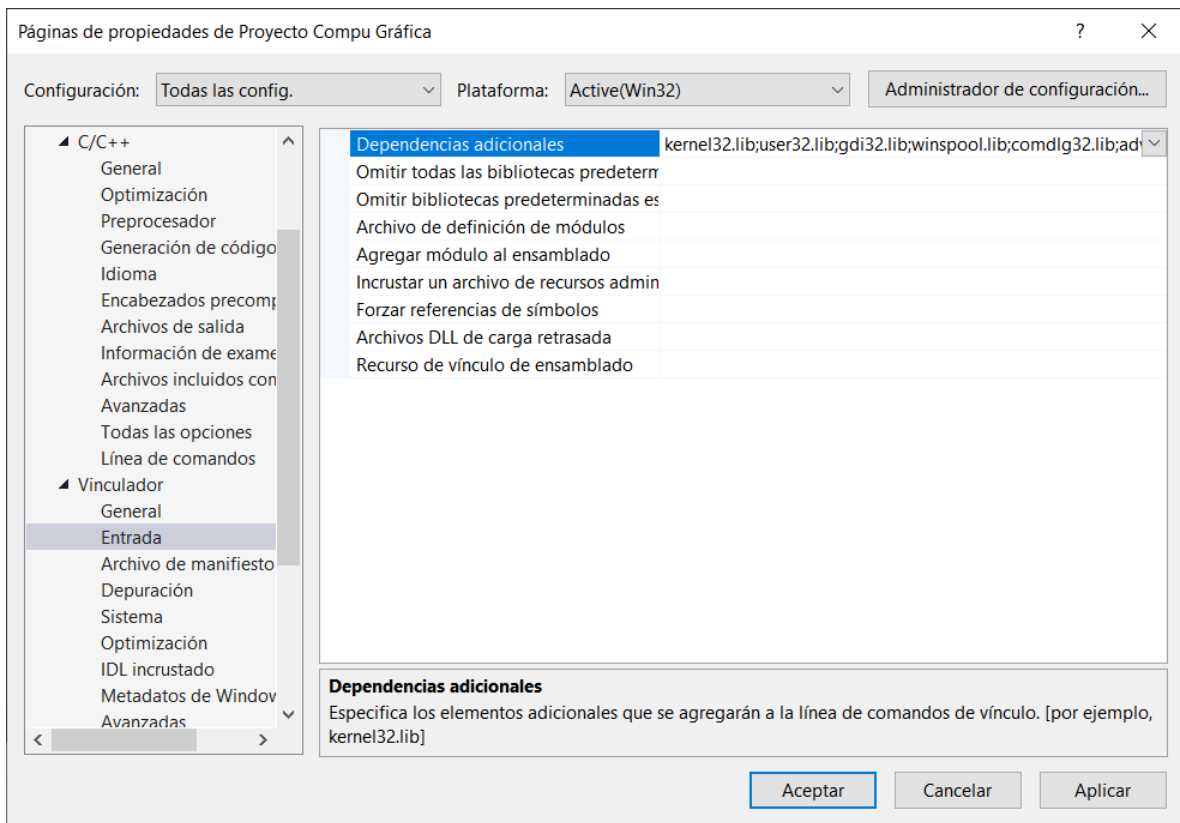 Páginas de propiedades de Proyecto Compu Gráfica
?
Configuración: Todas las config. Plataforma: Active(Win32) Administrador de configuración...
C/C++
General
Optimización
Preprocesador
Generación de código
Idioma
Encabezados precomp
Archivos de salida
Información de exame
Archivos incluidos con
Avanzadas
Todas las opciones
Línea de comandos
Vinculador
General
Entrada
Archivo de manifiesto
Depuración
Sistema
Optimización
IDL incrustado
Metadatos de Window
Avanzadas
Dependencias adicionales kernel32.lib;user32.lib;gdi32.lib;winspool.lib;comdlg32.lib;adv
Omitir todas las bibliotecas predeterm
Omitir bibliotecas predeterminadas es
Archivo de definición de módulos
Agregar módulo al ensamblado
Incrustar un archivo de recursos admin
Forzar referencias de símbolos
Archivos DLL de carga retrasada
Recurso de vínculo de ensamblado
Dependencias adicionales
Especifica los elementos adicionales que se agregarán a la línea de comandos de vínculo. [por ejemplo,
kernel32.lib]
Aceptar Cancelar Aplicar